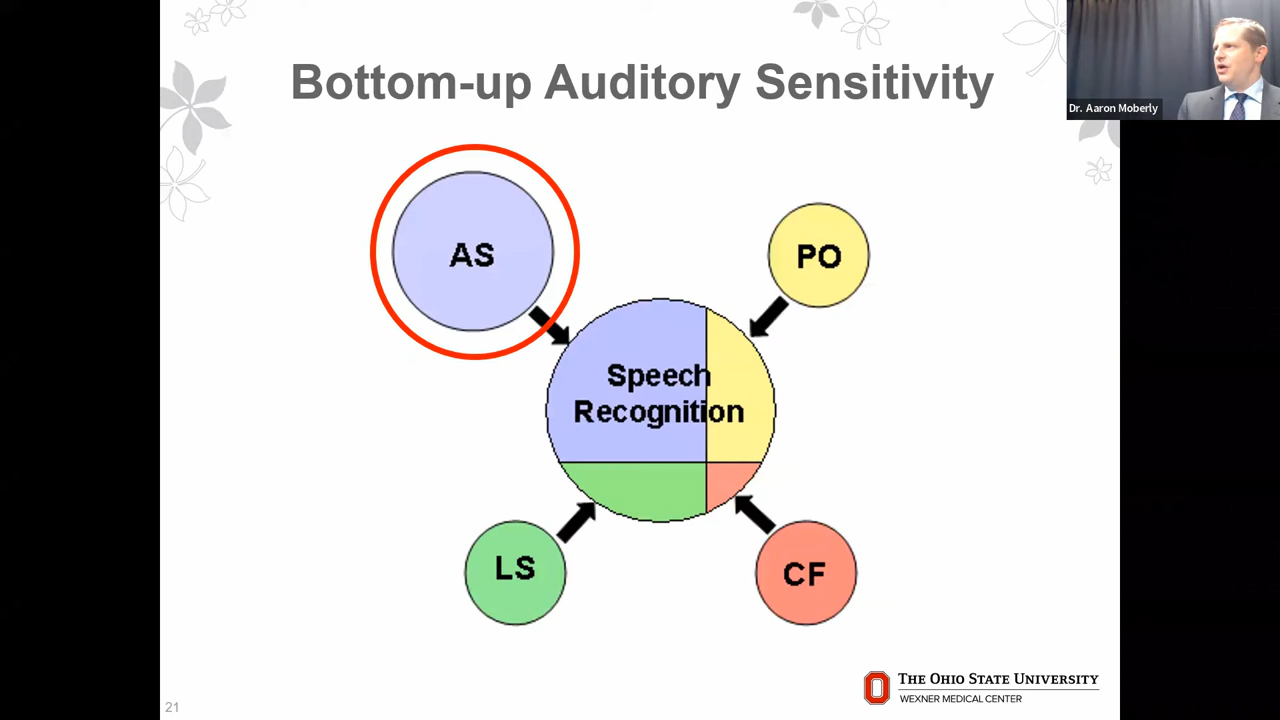 Bottom-up Auditory Sensitivity
Dr. Aaron Moberly
AS
PO
Speech
Recognition
LS
CF
THE OHIO STATE UNIVERSITY
WEXNER MEDICAL CENTER
21